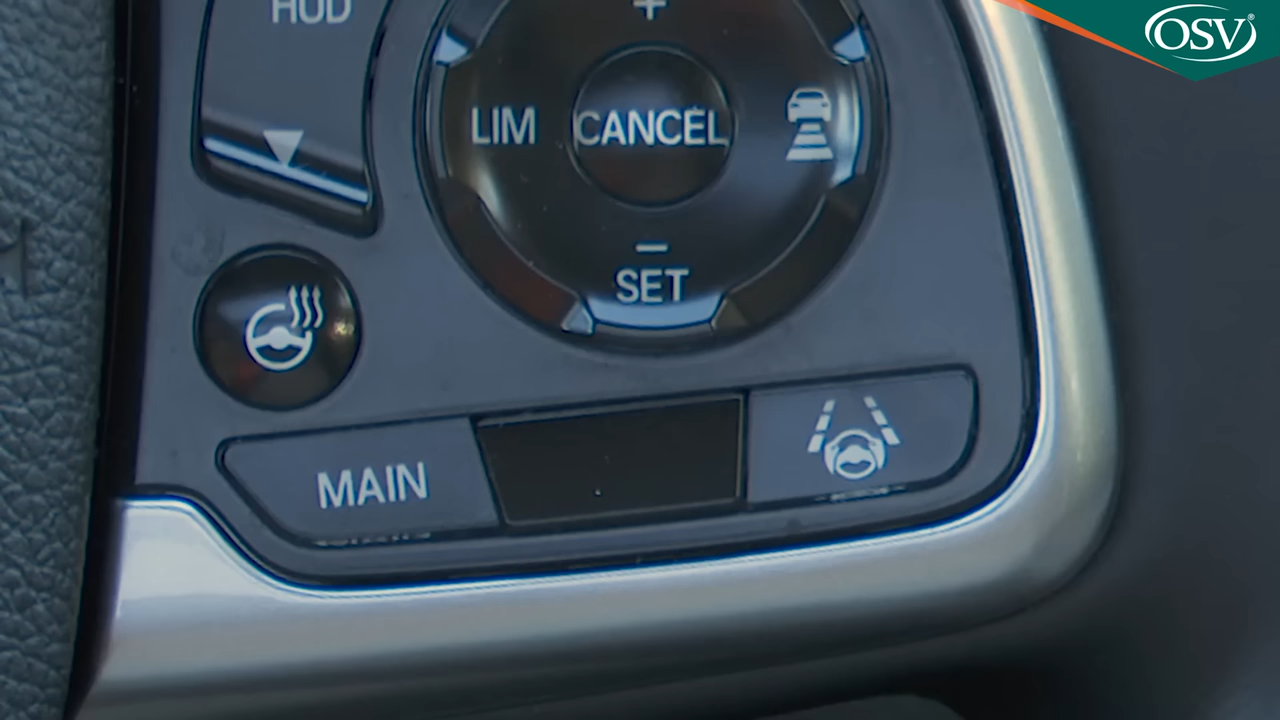 HUD
+
LIM
CANCEL
−
SET
MAIN
OSV®